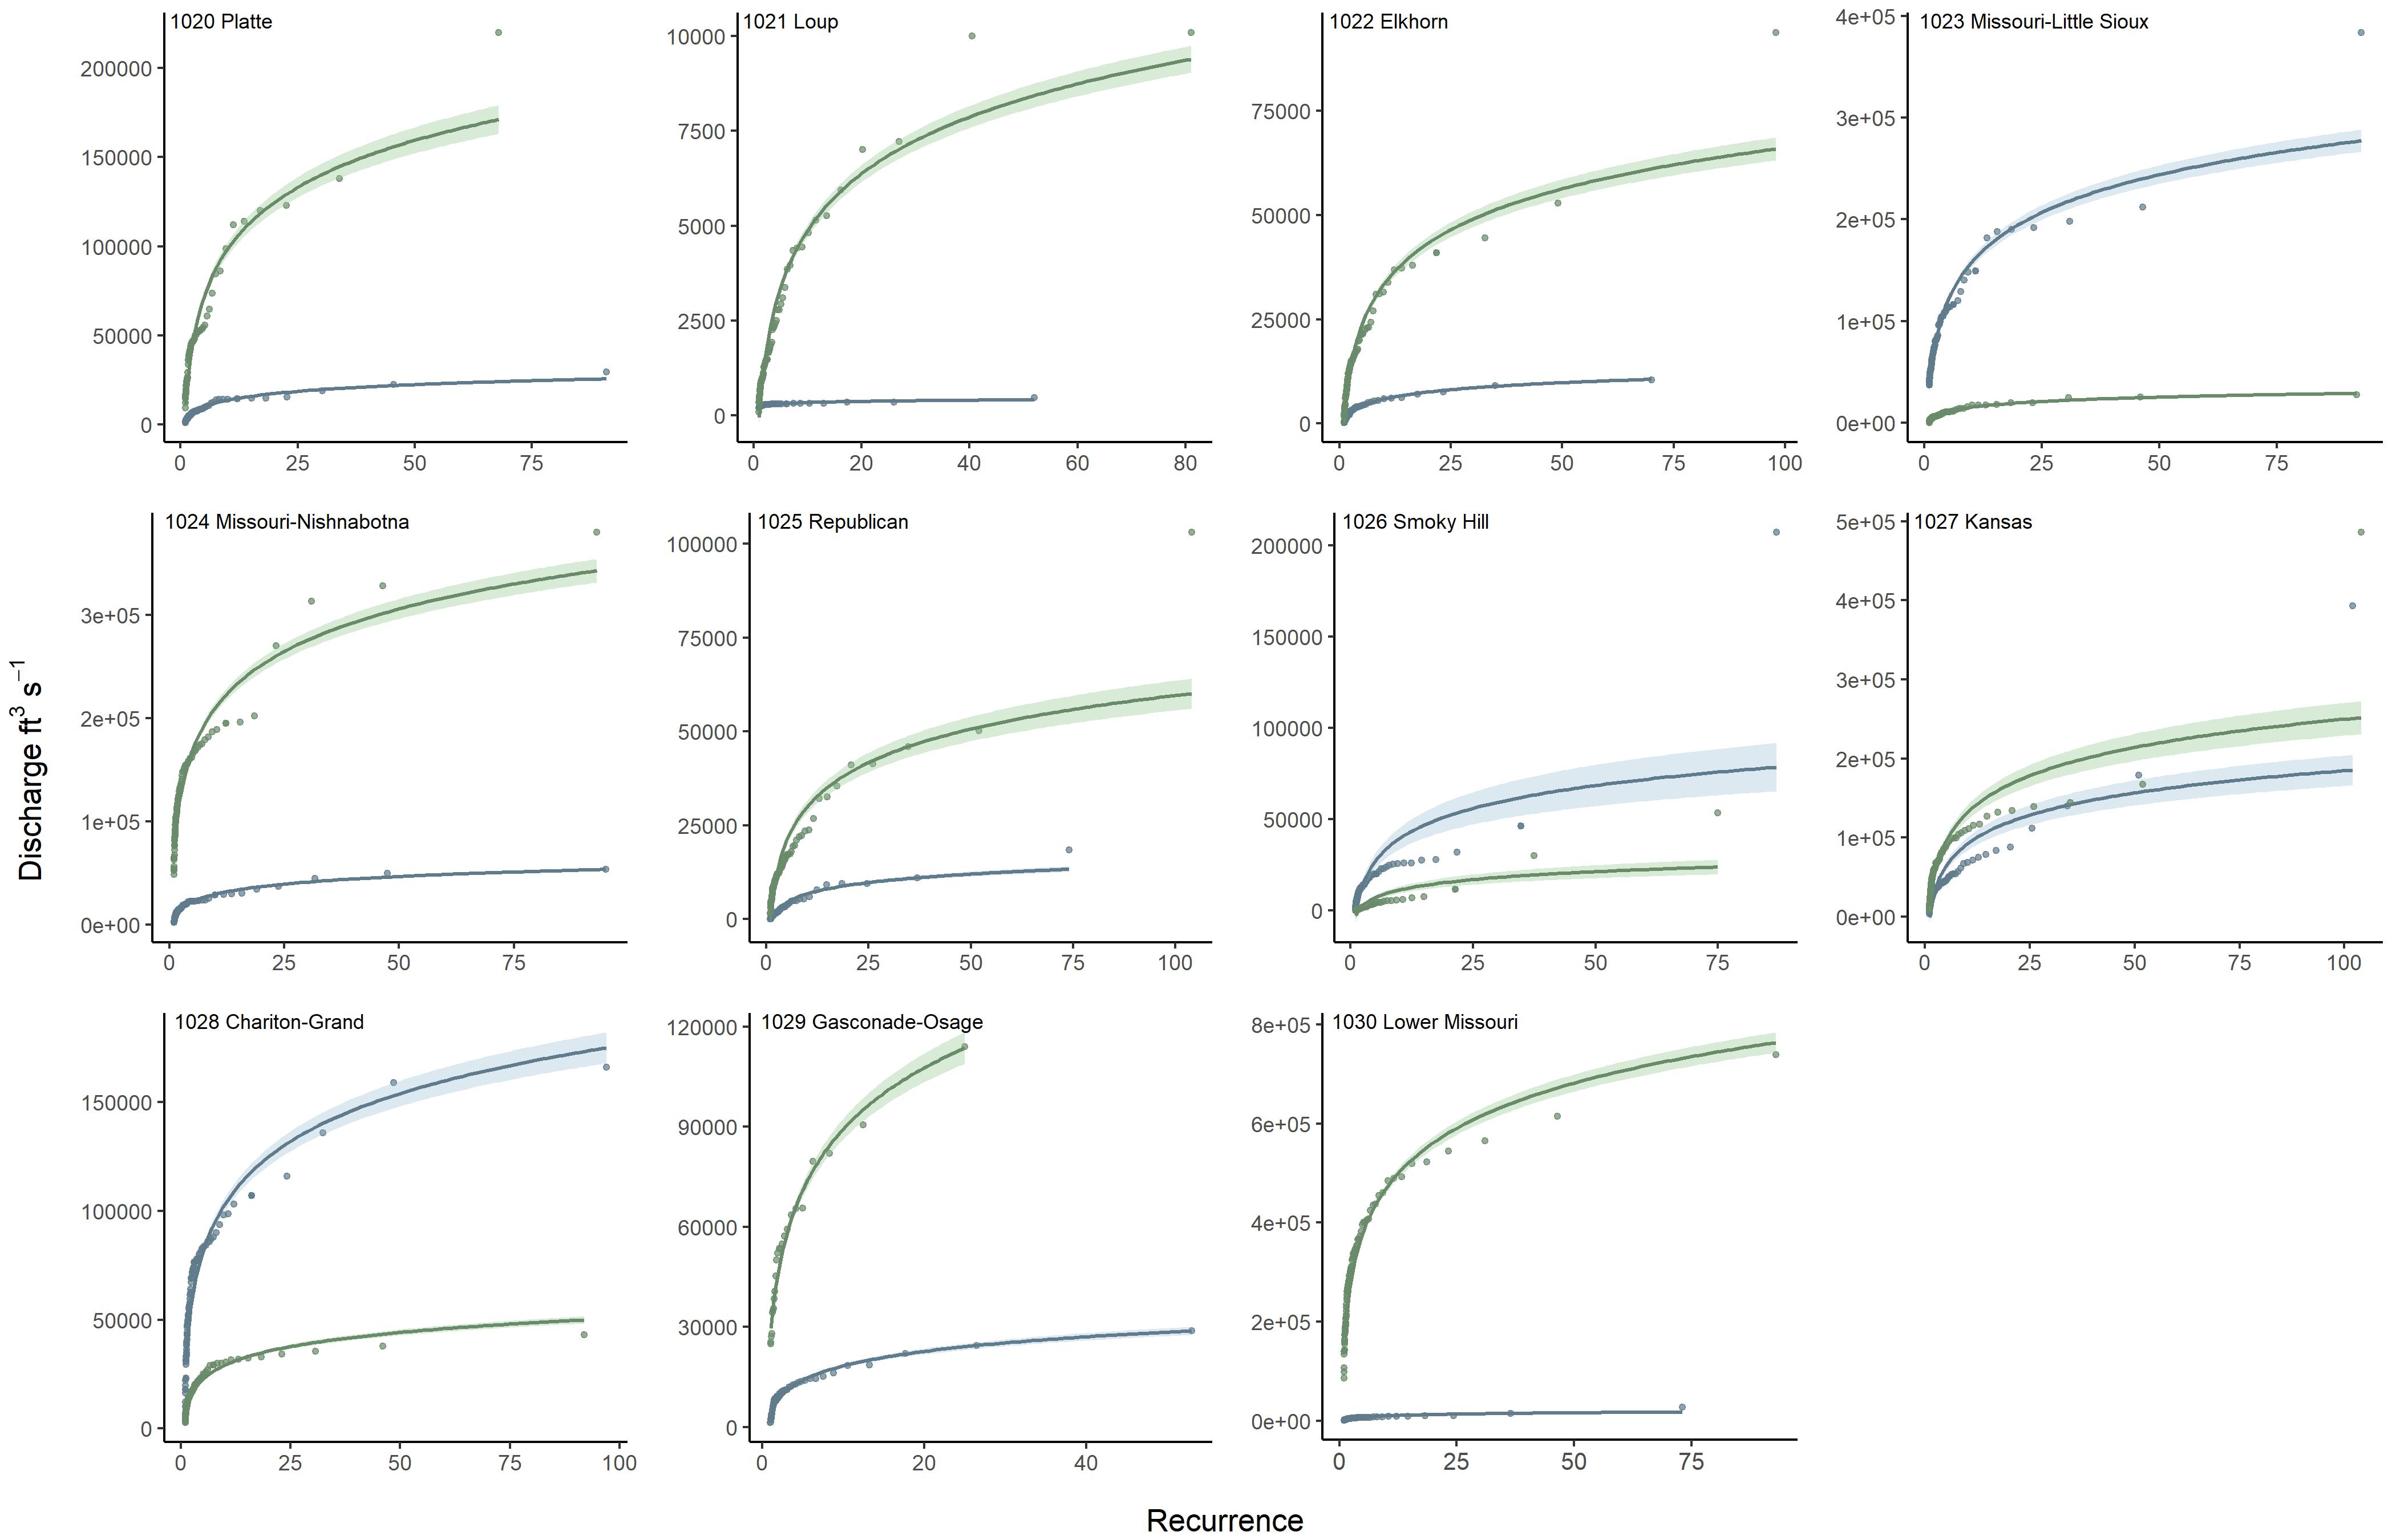 1020 Platte
200000
150000
100000
50000
0
0 25 50 75
1021 Loup
10000
7500
5000
2500
0
0 20 40 60 80
1022 Elkhorn
75000
50000
25000
0
0 25 50 75 100
1023 Missouri-Little Sioux
4e+05
3e+05
2e+05
1e+05
0e+00
0 25 50 75
1024 Missouri-Nishnabotna
3e+05
2e+05
1e+05
0e+00
0 25 50 75
1025 Republican
100000
75000
50000
25000
0
0 25 50 75 100
1026 Smoky Hill
200000
150000
100000
50000
0
0 25 50 75
1027 Kansas
5e+05
4e+05
3e+05
2e+05
1e+05
0e+00
0 25 50 75 100
1028 Chariton-Grand
150000
100000
50000
0
0 25 50 75 100
1029 Gasconade-Osage
120000
90000
60000
30000
0
0 20 40
1030 Lower Missouri
8e+05
6e+05
4e+05
2e+05
0e+00
0 25 50 75
Discharge ft³ s⁻¹
Recurrence